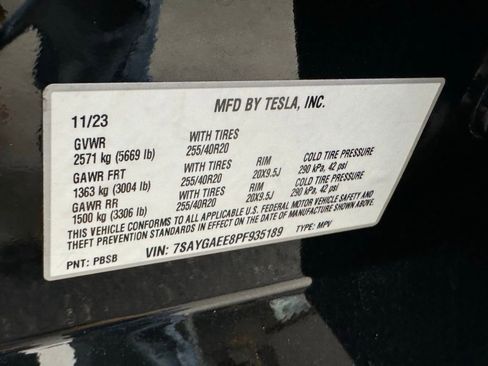 MFD BY TESLA, INC.
11/23
GVWR WITH TIRES
2571 kg (5669 lb) 255/40R20 RIM COLD TIRE PRESSURE
GAWR FRT 255/40R20 20X9.5J 290 kPa, 42 psi
1363 kg (3004 lb) WITH TIRES RIM COLD TIRE PRESSURE
GAWR RR WITH TIRES
1500 kg (3306 lb) 255/40R20 20X9.5J 290 kPa, 42 psi
THIS VEHICLE CONFORMS TO ALL APPLICABLE U.S. FEDERAL MOTOR VEHICLE SAFETY AND
THEFT PREVENTION STANDARDS IN EFFECT ON THE DATE OF MANUFACTURE SHOWN ABOVE.
PNT: PBSB VIN: 7SAYGAEE8PF935189 TYPE: MPV